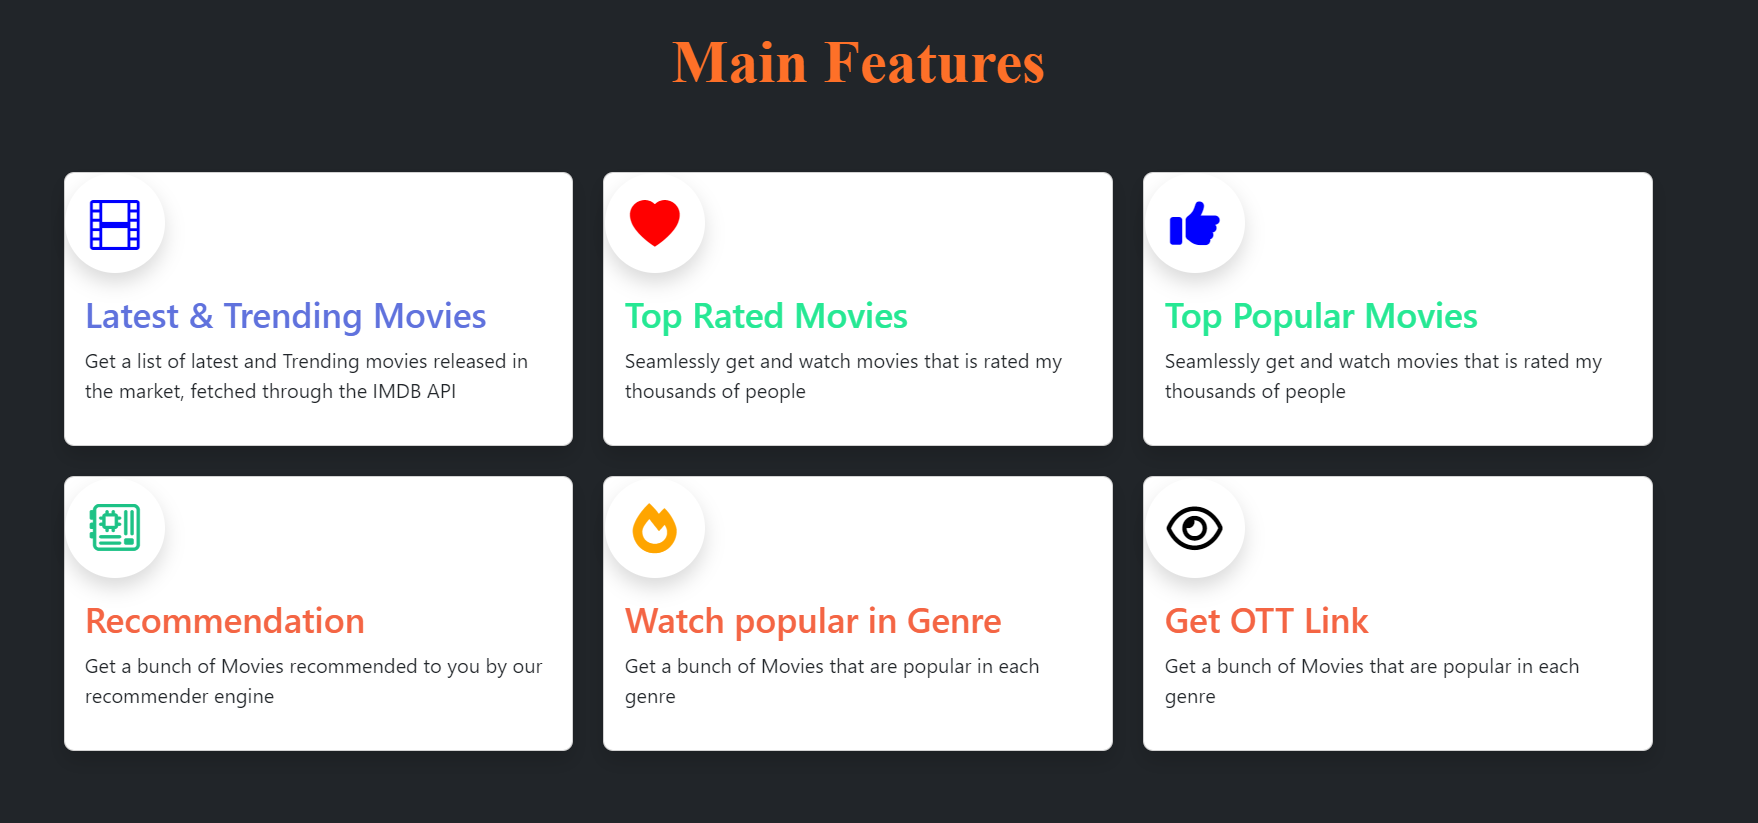 Main Features
Latest & Trending Movies
Get a list of latest and Trending movies released in
the market, fetched through the IMDB API
Top Rated Movies
Seamlessly get and watch movies that is rated my
thousands of people
Top Popular Movies
Seamlessly get and watch movies that is rated my
thousands of people
Recommendation
Get a bunch of Movies recommended to you by our
recommender engine
Watch popular in Genre
Get a bunch of Movies that are popular in each
genre
Get OTT Link
Get a bunch of Movies that are popular in each
genre